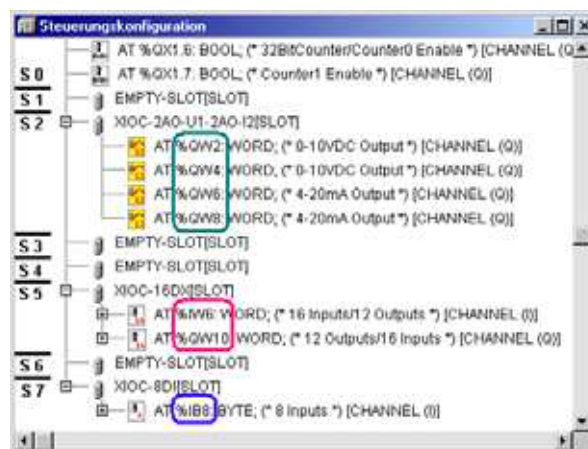 Steuerungskonfiguration
AT %QX1.6: BOOL; (* 32BitCounter/Counter0 Enable *) [CHANNEL (Q
S 0 AT %QX1.7: BOOL; (* Counter1 Enable *) [CHANNEL (Q)]
S 1 EMPTY-SLOT[SLOT]
S 2 XIOC-2AO-U1-2AO-I2[SLOT]
AT %QW2: WORD; (* 0-10VDC Output *) [CHANNEL (Q)]
AT %QW4: WORD; (* 0-10VDC Output *) [CHANNEL (Q)]
AT %QW6: WORD; (* 4-20mA Output *) [CHANNEL (Q)]
AT %QW8: WORD; (* 4-20mA Output *) [CHANNEL (Q)]
S 3 EMPTY-SLOT[SLOT]
S 4 EMPTY-SLOT[SLOT]
S 5 XIOC-16DX[SLOT]
AT %IW6: WORD; (* 16 Inputs/12 Outputs *) [CHANNEL (I)]
AT %QW10: WORD; (* 12 Outputs/16 Inputs *) [CHANNEL (Q)]
S 6 EMPTY-SLOT[SLOT]
S 7 XIOC-8DI[SLOT]
AT %IB8: BYTE; (* 8 Inputs *) [CHANNEL (I)]